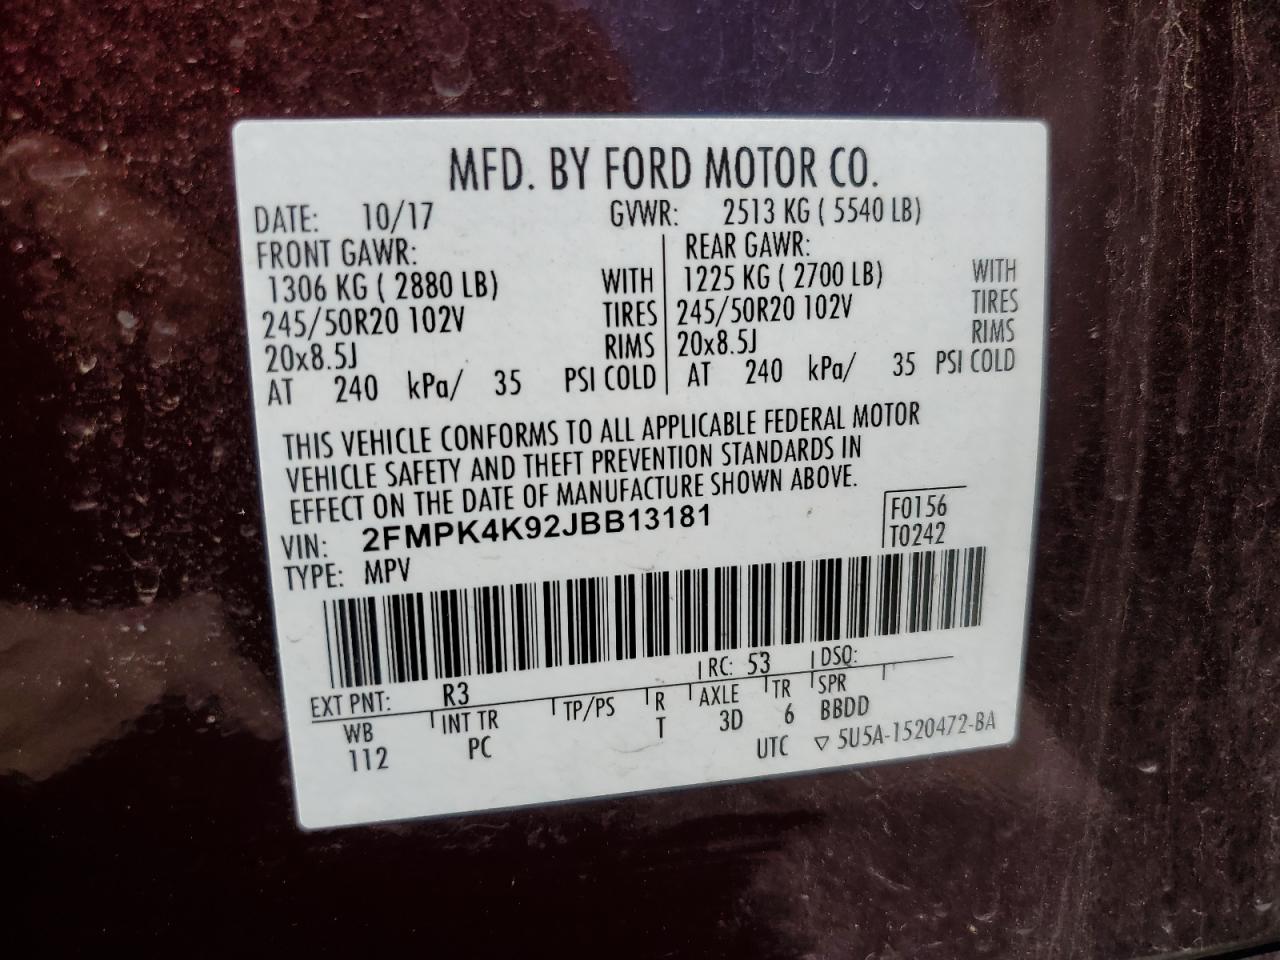 MFD. BY FORD MOTOR CO.
DATE: 10/17 GVWR: 2513 KG ( 5540 LB)
FRONT GAWR: REAR GAWR:
1306 KG ( 2880 LB) WITH 1225 KG ( 2700 LB) WITH
245/50R20 102V TIRES 245/50R20 102V TIRES
20x8.5J RIMS 20x8.5J RIMS
AT 240 kPa/ 35 PSI COLD AT 240 kPa/ 35 PSI COLD
THIS VEHICLE CONFORMS TO ALL APPLICABLE FEDERAL MOTOR
VEHICLE SAFETY AND THEFT PREVENTION STANDARDS IN
EFFECT ON THE DATE OF MANUFACTURE SHOWN ABOVE.
VIN: 2FMPK4K92JBB13181 F0156
TYPE: MPV T0242
EXT PNT: R3 RC: 53 DSO:
WB INT TR TP/PS R AXLE TR SPR
112 PC T 3D 6 BBDD
UTC ▽ 5U5A-1520472-BA